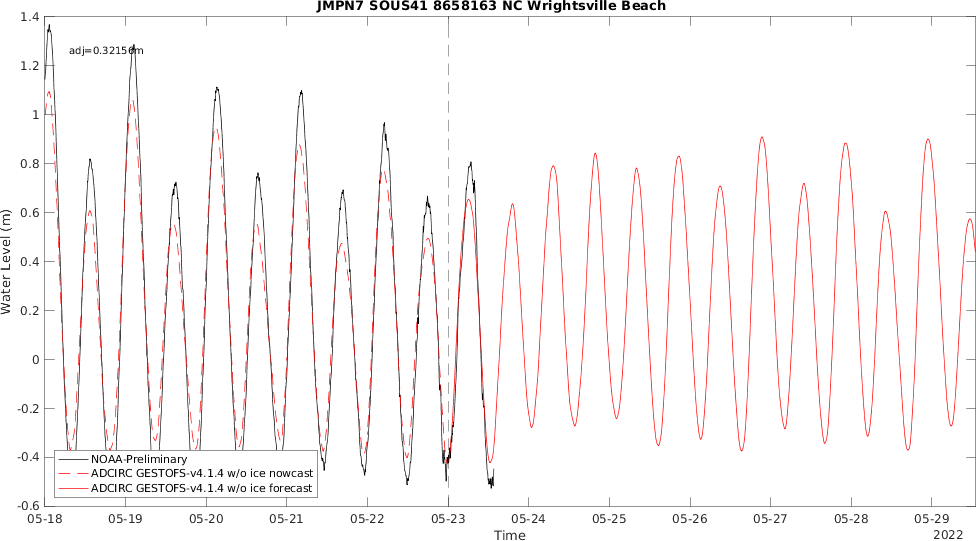 JMPN7 SOUS41 8658163 NC Wrightsville Beach
adj=0.32156m
Water Level (m)
1.4
1.2
1
0.8
0.6
0.4
0.2
0
-0.2
-0.4
-0.6
NOAA-Preliminary
ADCIRC GESTOFS-v4.1.4 w/o ice nowcast
ADCIRC GESTOFS-v4.1.4 w/o ice forecast
05-18 05-19 05-20 05-21 05-22 05-23 05-24 05-25 05-26 05-27 05-28 05-29
Time
2022